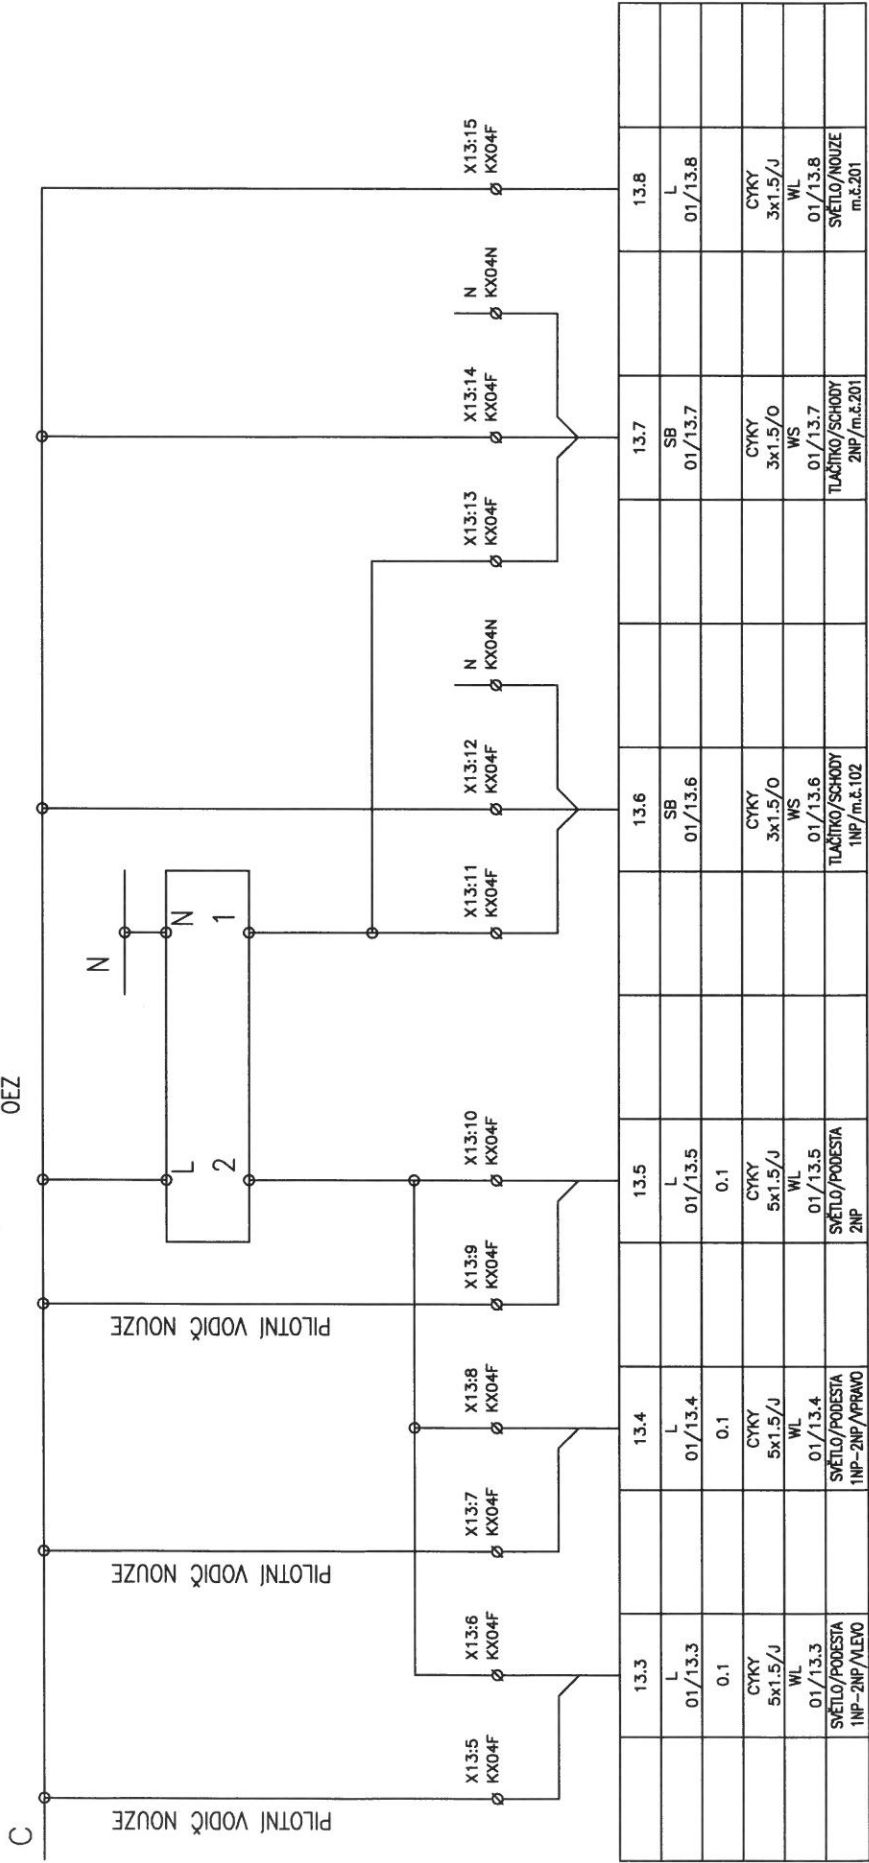 C
OEZ
N
L
N
2
1
PILOTNÍ VODIČ NOUZE
PILOTNÍ VODIČ NOUZE
PILOTNÍ VODIČ NOUZE
X13:5
KX04F
X13:6
KX04F
X13:7
KX04F
X13:8
KX04F
X13:9
KX04F
X13:10
KX04F
X13:11
KX04F
X13:12
KX04F
N
KX04N
X13:13
KX04F
X13:14
KX04F
N
KX04N
X13:15
KX04F
13.3
L
01/13.3
0.1
CYKY
5x1.5/J
WL
01/13.3
SVĚTLO/PODESTA
1NP-2NP/VLEVO
13.4
L
01/13.4
0.1
CYKY
5x1.5/J
WL
01/13.4
SVĚTLO/PODESTA
1NP-2NP/VPRAVO
13.5
L
01/13.5
0.1
CYKY
5x1.5/J
WL
01/13.5
SVĚTLO/PODESTA
2NP
13.6
SB
01/13.6
CYKY
3x1.5/O
WS
01/13.6
TLAČÍTKO/SCHODY
1NP/m.č.102
13.7
SB
01/13.7
CYKY
3x1.5/O
WS
01/13.7
TLAČÍTKO/SCHODY
2NP/m.č.201
13.8
L
01/13.8
CYKY
3x1.5/J
WL
01/13.8
SVĚTLO/NOUZE
m.č.201